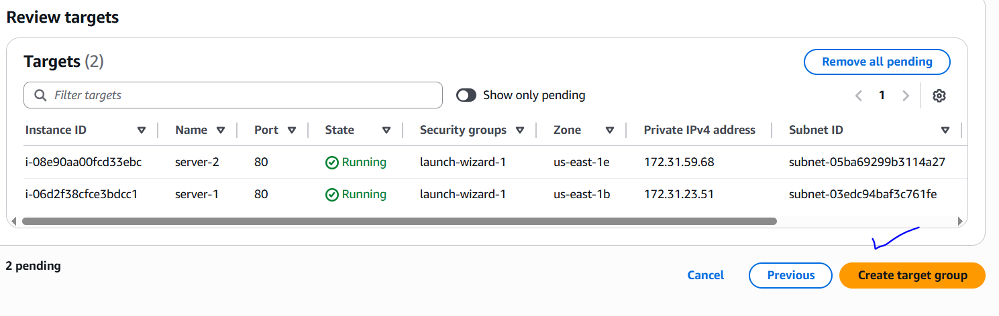 Review targets
Targets (2) Remove all pending
Filter targets Show only pending 1
Instance ID Name Port State Security groups Zone Private IPv4 address Subnet ID
i-08e90aa00fcd33ebc server-2 80 Running launch-wizard-1 us-east-1e 172.31.59.68 subnet-05ba69299b3114a27
i-06d2f38cfce3bdcc1 server-1 80 Running launch-wizard-1 us-east-1b 172.31.23.51 subnet-03edc94baf3c761fe
2 pending Cancel Previous Create target group